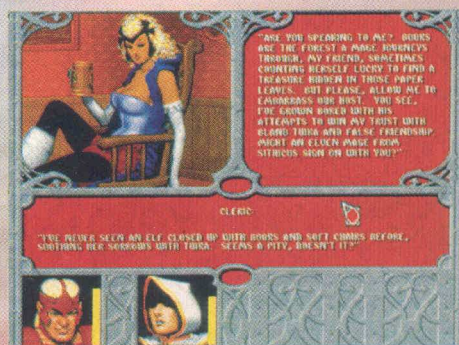 "ARE YOU SPEAKING TO ME? BOOKS
ARE THE FOREST A MAGE JOURNEYS
THROUGH, MY FRIEND, SOMETIMES
COUNTING HERSELF LUCKY TO FIND A
TREASURE HIDDEN IN THOSE PAPER
LEAVES. BUT PLEASE, ALLOW ME TO
EMBARRASS OUR HOST. YOU SEE,
I'VE GROWN BORED WITH HIS
ATTEMPTS TO WIN MY TRUST WITH
BLAND TUIKA AND FALSE FRIENDSHIP.
MIGHT AN ELVEN MAGE FROM
SITHICUS SIGN ON WITH YOU?"
CLERIC:
"I'VE NEVER SEEN AN ELF CLOSED UP WITH BOOKS AND SOFT CHAIRS BEFORE,
SOOTHING HER SORROWS WITH TUIKA. SEEMS A PITY, DOESN'T IT?"